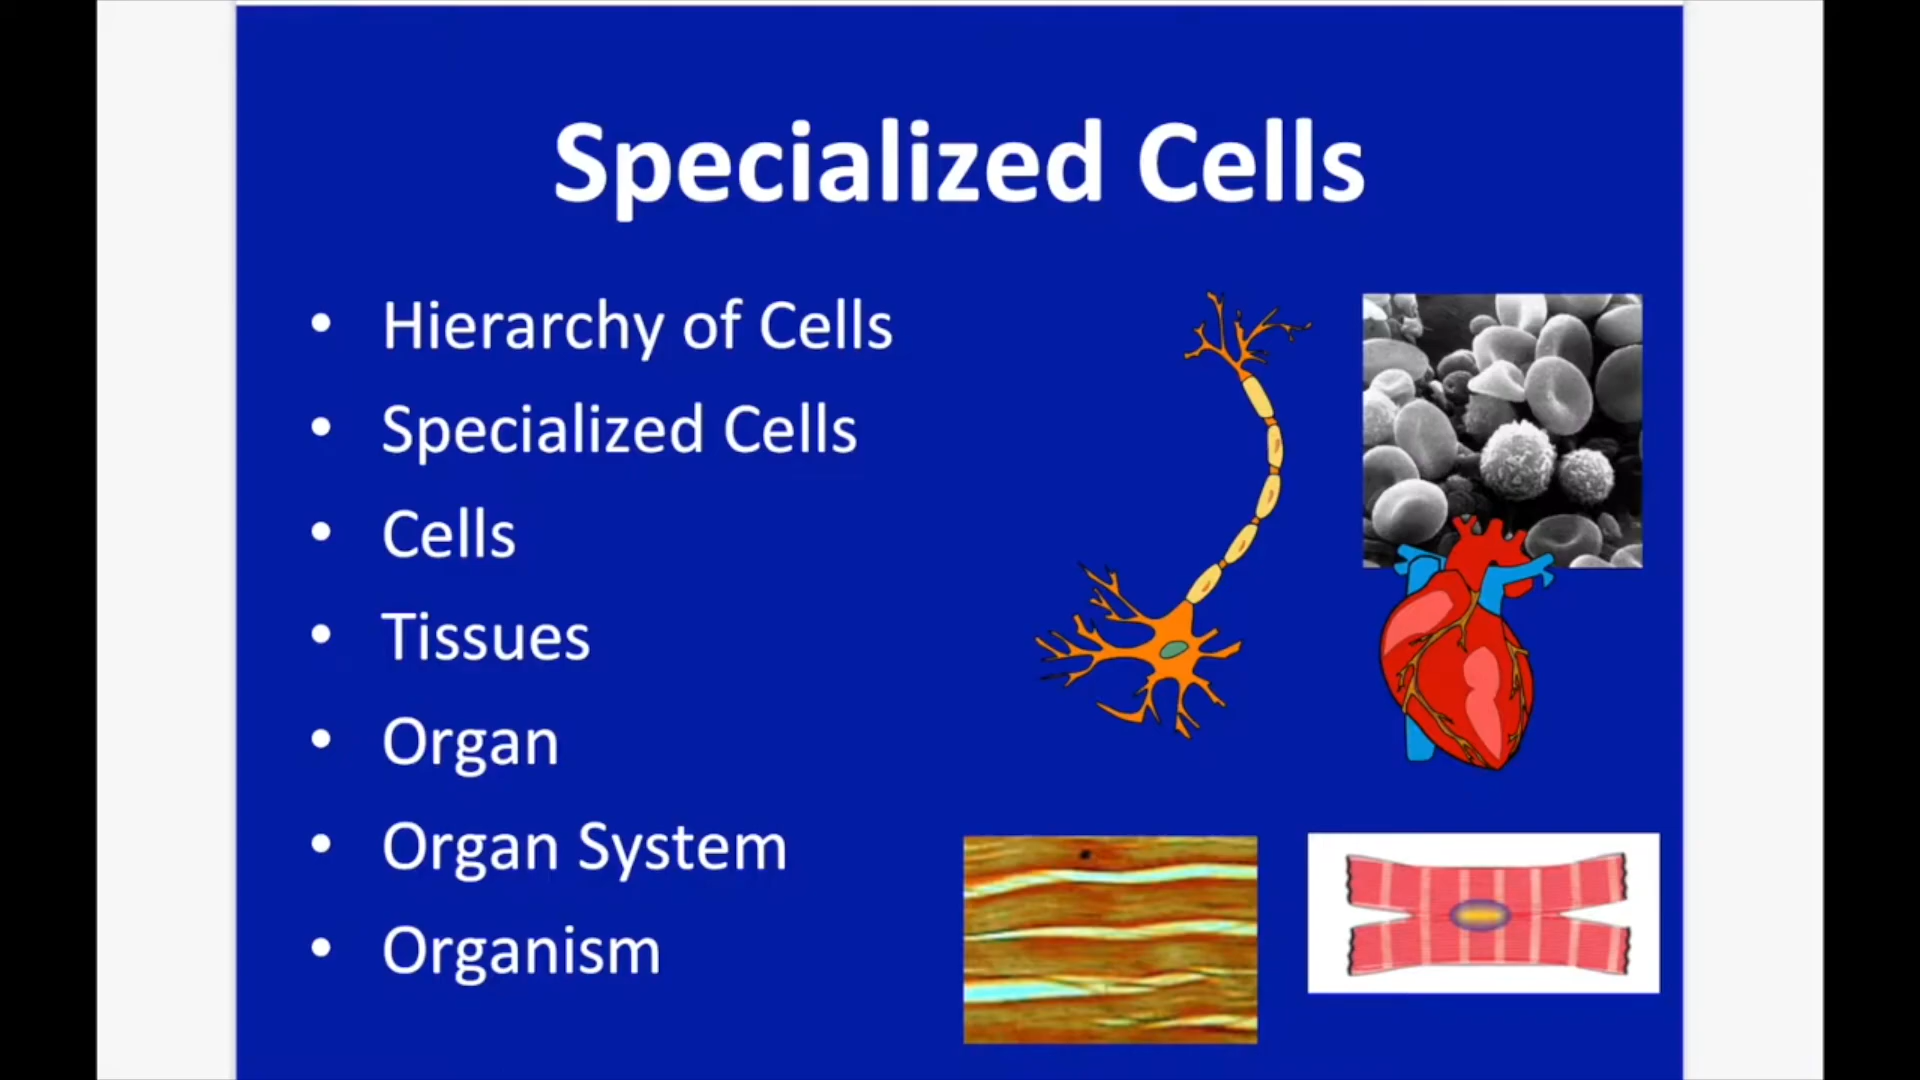 Specialized Cells
• Hierarchy of Cells
• Specialized Cells
• Cells
• Tissues
• Organ
• Organ System
• Organism